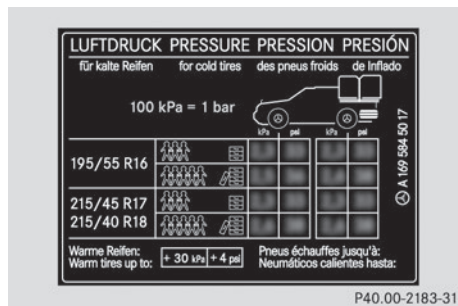 LUFTDRUCK PRESSURE PRESSION PRESIÓN
für kalte Reifen for cold tires des pneus froids de Inflado
100 kPa = 1 bar
kPa psi kPa psi
195/55 R16
215/45 R17
215/40 R18
Warme Reifen:
Warm tires up to:
+ 30 kPa + 4 psi
Pneus échauffes jusqu'à:
Neumáticos calientes hasta:
A 169 584 50 17
P40.00-2183-31